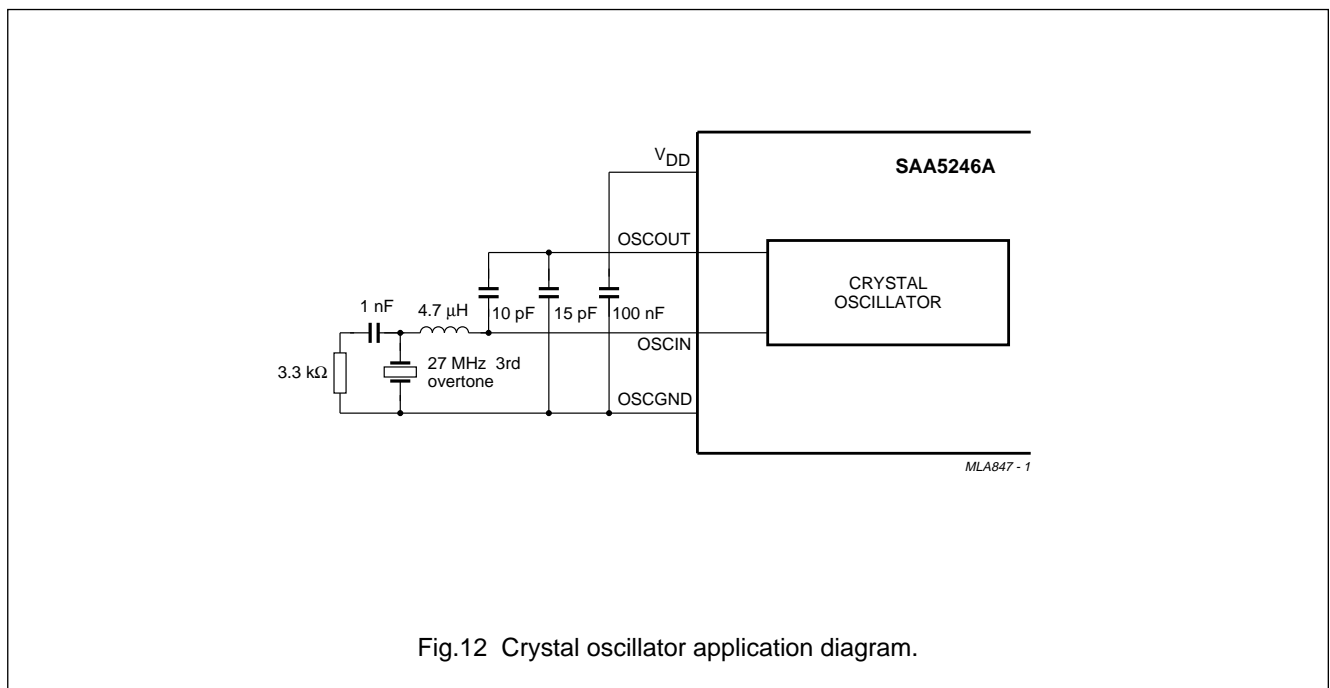 VDD
SAA5246A
OSCOUT
CRYSTAL
OSCILLATOR
1 nF
4.7 μH
10 pF
15 pF
100 nF
OSCIN
3.3 kΩ
27 MHz 3rd
overtone
OSCGND
MLA847 - 1
Fig.12 Crystal oscillator application diagram.